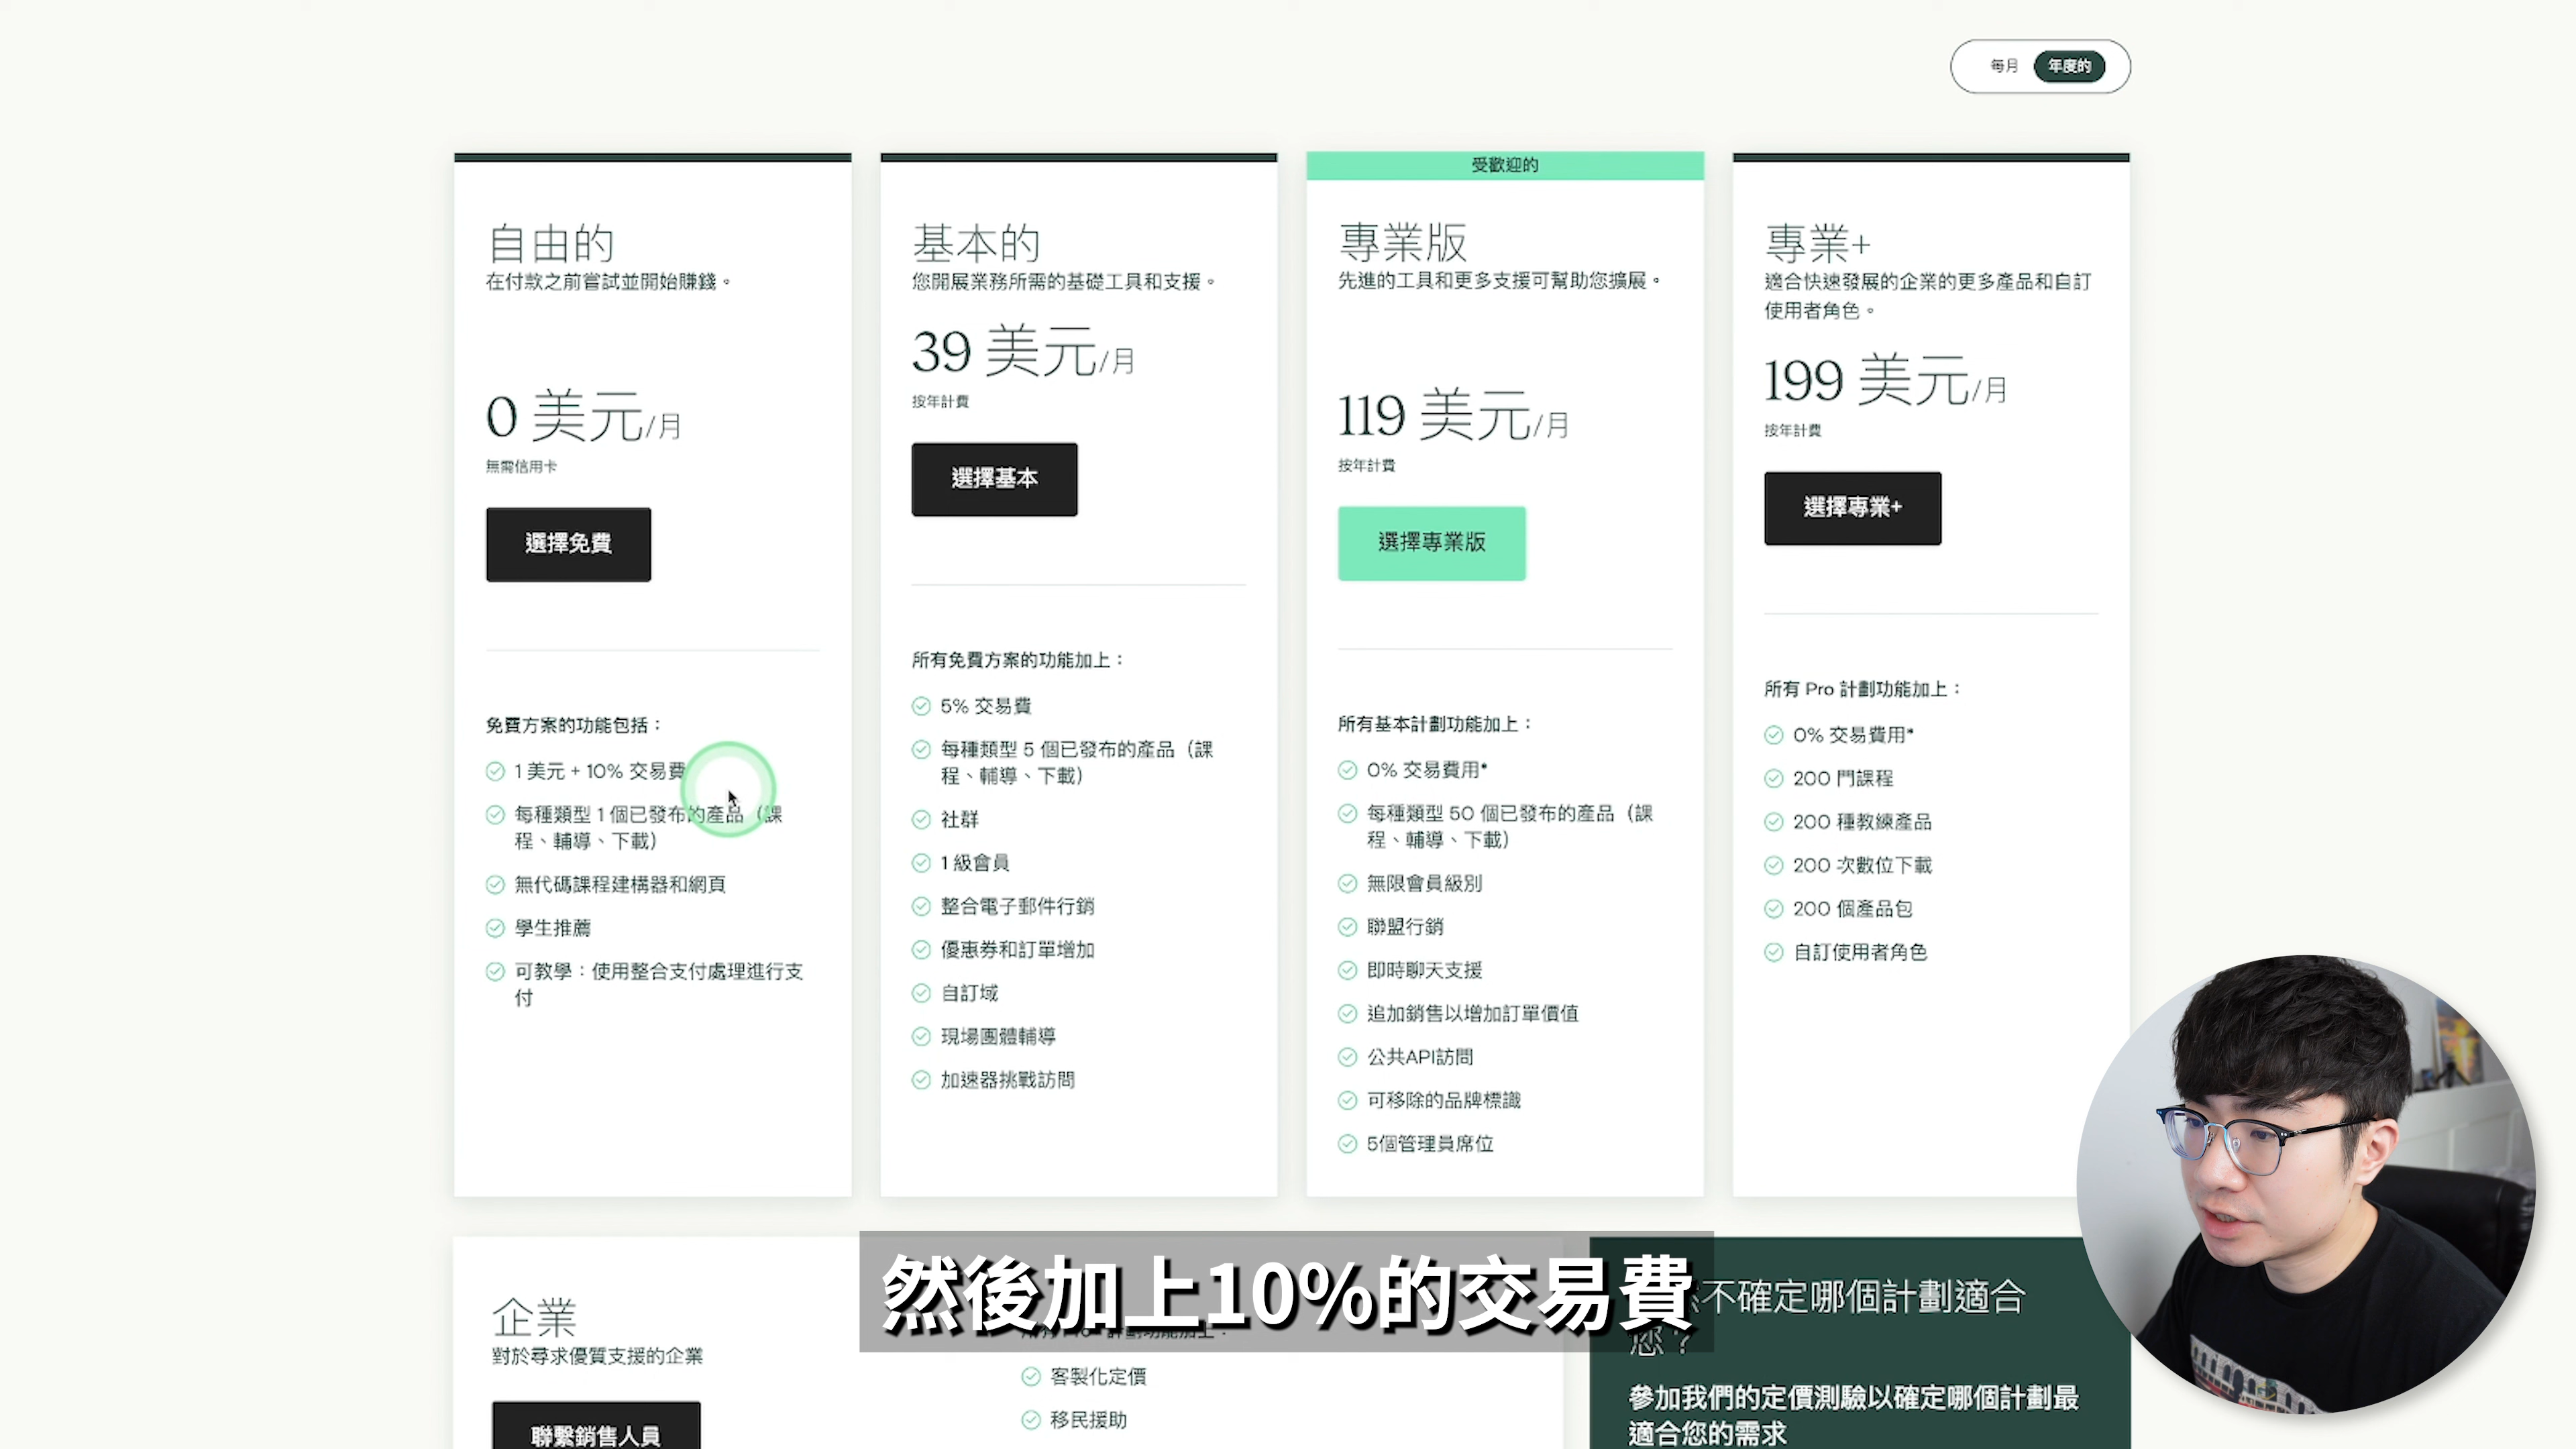 每月 年度的
自由的
在付款之前嘗試並開始賺錢。
0 美元/月
無需信用卡
選擇免費
免費方案的功能包括：
1 美元 + 10% 交易費
每種類型 1 個已發布的產品（課
程、輔導、下載）
無代碼課程建構器和網頁
學生推薦
可教學：使用整合支付處理進行支
付
基本的
您開展業務所需的基礎工具和支援。
39 美元/月
按年計費
選擇基本
所有免費方案的功能加上：
5% 交易費
每種類型 5 個已發布的產品（課
程、輔導、下載）
社群
1 級會員
整合電子郵件行銷
優惠券和訂單增加
自訂域
現場團體輔導
加速器挑戰訪問
受歡迎的
專業版
先進的工具和更多支援可幫助您擴展。
119 美元/月
按年計費
選擇專業版
所有基本計劃功能加上：
0% 交易費用*
每種類型 50 個已發布的產品（課
程、輔導、下載）
無限會員級別
聯盟行銷
即時聊天支援
追加銷售以增加訂單價值
公共API訪問
可移除的品牌標識
5個管理員席位
專業+
適合快速發展的企業的更多產品和自訂
使用者角色。
199 美元/月
按年計費
選擇專業+
所有 Pro 計劃功能加上：
0% 交易費用*
200 門課程
200 種教練產品
200 次數位下載
200 個產品包
自訂使用者角色
企業
對於尋求優質支援的企業
聯繫銷售人員
客製化定價
移民援助
然後加上10%的交易費
不確定哪個計劃適合
您？
參加我們的定價測驗以確定哪個計劃最
適合您的需求